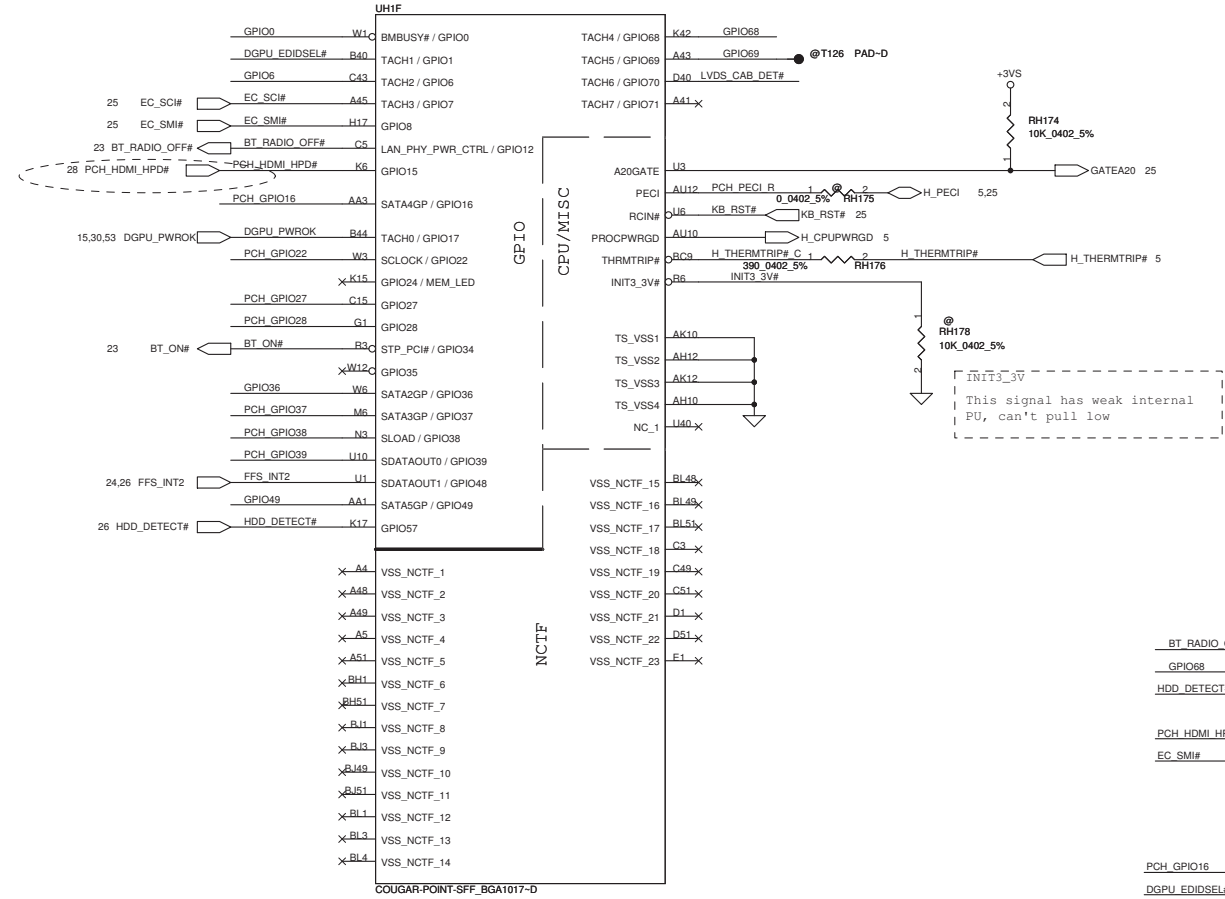 UH1F
GPIO0 W1 BMBUSY# / GPIO0
DGPU_EDIDSEL# B40 TACH1 / GPIO1
GPIO6 C43 TACH2 / GPIO6
25 EC_SCI# EC_SCI# A45 TACH3 / GPIO7
25 EC_SMI# EC_SMI# H17 GPIO8
23 BT_RADIO_OFF# BT_RADIO_OFF# C5 LAN_PHY_PWR_CTRL / GPIO12
28 PCH_HDMI_HPD# PCH_HDMI_HPD# K6 GPIO15
PCH_GPIO16 AA3 SATA4GP / GPIO16
15,30,53 DGPU_PWROK DGPU_PWROK B44 TACH0 / GPIO17
PCH_GPIO22 W3 SCLOCK / GPIO22
K15 GPIO24 / MEM_LED
PCH_GPIO27 C15 GPIO27
PCH_GPIO28 G1 GPIO28
23 BT_ON# BT_ON# R3 STP_PCI# / GPIO34
W12 GPIO35
GPIO36 W6 SATA2GP / GPIO36
PCH_GPIO37 M6 SATA3GP / GPIO37
PCH_GPIO38 N3 SLOAD / GPIO38
PCH_GPIO39 U10 SDATAOUT0 / GPIO39
24,26 FFS_INT2 FFS_INT2 U1 SDATAOUT1 / GPIO48
GPIO49 AA1 SATA5GP / GPIO49
26 HDD_DETECT# HDD_DETECT# K17 GPIO57
A4 VSS_NCTF_1
A48 VSS_NCTF_2
A49 VSS_NCTF_3
A5 VSS_NCTF_4
A51 VSS_NCTF_5
BH1 VSS_NCTF_6
BH51 VSS_NCTF_7
BJ1 VSS_NCTF_8
BJ3 VSS_NCTF_9
BJ49 VSS_NCTF_10
BJ51 VSS_NCTF_11
BL1 VSS_NCTF_12
BL3 VSS_NCTF_13
BL4 VSS_NCTF_14
GPIO
CPU/MISC
NCTF
TACH4 / GPIO68 K42 GPIO68
TACH5 / GPIO69 A43 GPIO69 @T126 PAD~D
TACH6 / GPIO70 D40 LVDS_CAB_DET#
TACH7 / GPIO71 A41
+3VS
2
RH174
10K_0402_5%
1
A20GATE U3 GATEA20 25
PECI AU12 PCH_PECI_R 1 @ 2 H_PECI 5,25
0_0402_5% RH175
RCIN# U6 KB_RST# KB_RST# 25
PROCPWRGD AU10 H_CPUPWRGD 5
THRMTRIP# BC9 H_THERMTRIP#_C 1 2 H_THERMTRIP# H_THERMTRIP# 5
390_0402_5% RH176
INIT3_3V# R6 INIT3_3V#
1
@
RH178
10K_0402_5%
2
INIT3_3V
This signal has weak internal
PU, can't pull low
TS_VSS1 AK10
TS_VSS2 AH12
TS_VSS3 AK12
TS_VSS4 AH10
NC_1 U40
VSS_NCTF_15 BL48
VSS_NCTF_16 BL49
VSS_NCTF_17 BL51
VSS_NCTF_18 C3
VSS_NCTF_19 C49
VSS_NCTF_20 C51
VSS_NCTF_21 D1
VSS_NCTF_22 D51
VSS_NCTF_23 E1
COUGAR-POINT-SFF_BGA1017~D
BT_RADIO_
GPIO68
HDD_DETECT
PCH_HDMI_H
EC_SMI#
PCH_GPIO16
DGPU_EDIDSEL